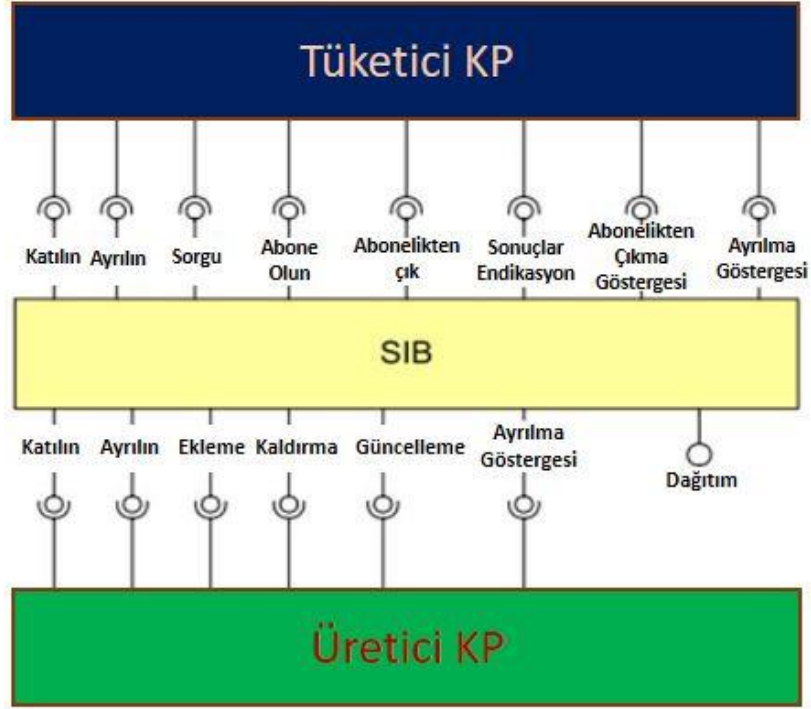 Tüketici KP
Katılın
Ayrılın
Sorgu
Abone
Olun
Abonelikten
çık
Sonuçlar
Endikasyon
Abonelikten
Çıkma
Göstergesi
Ayrılma
Göstergesi
SIB
Katılın
Ayrılın
Ekleme
Kaldırma
Güncelleme
Ayrılma
Göstergesi
Dağıtım
Üretici KP